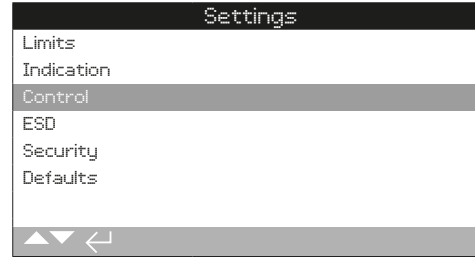 Settings
Limits
Indication
Control
ESD
Security
Defaults